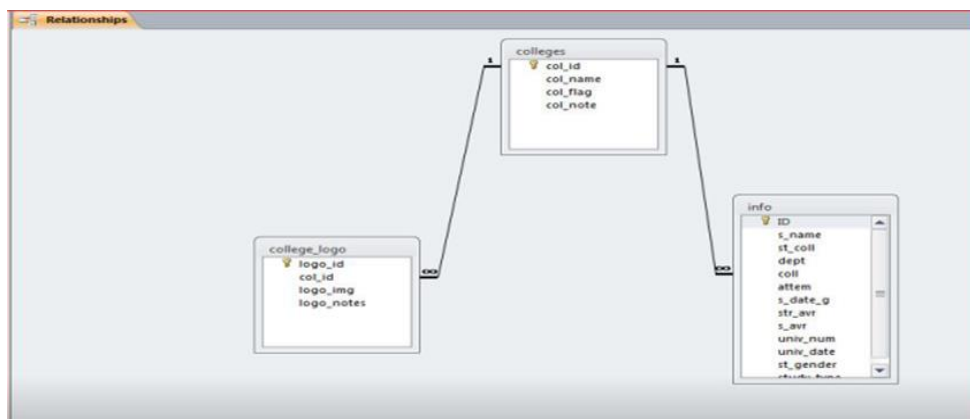 Relationships
colleges
1
col_id
1
col_name
col_flag
col_note
info
ID
s_name
st_coll
dept
coll
attem
s_date_g
str_avr
s_avr
univ_num
univ_date
st_gender
study_type
∞
college_logo
logo_id
∞
col_id
logo_img
logo_notes